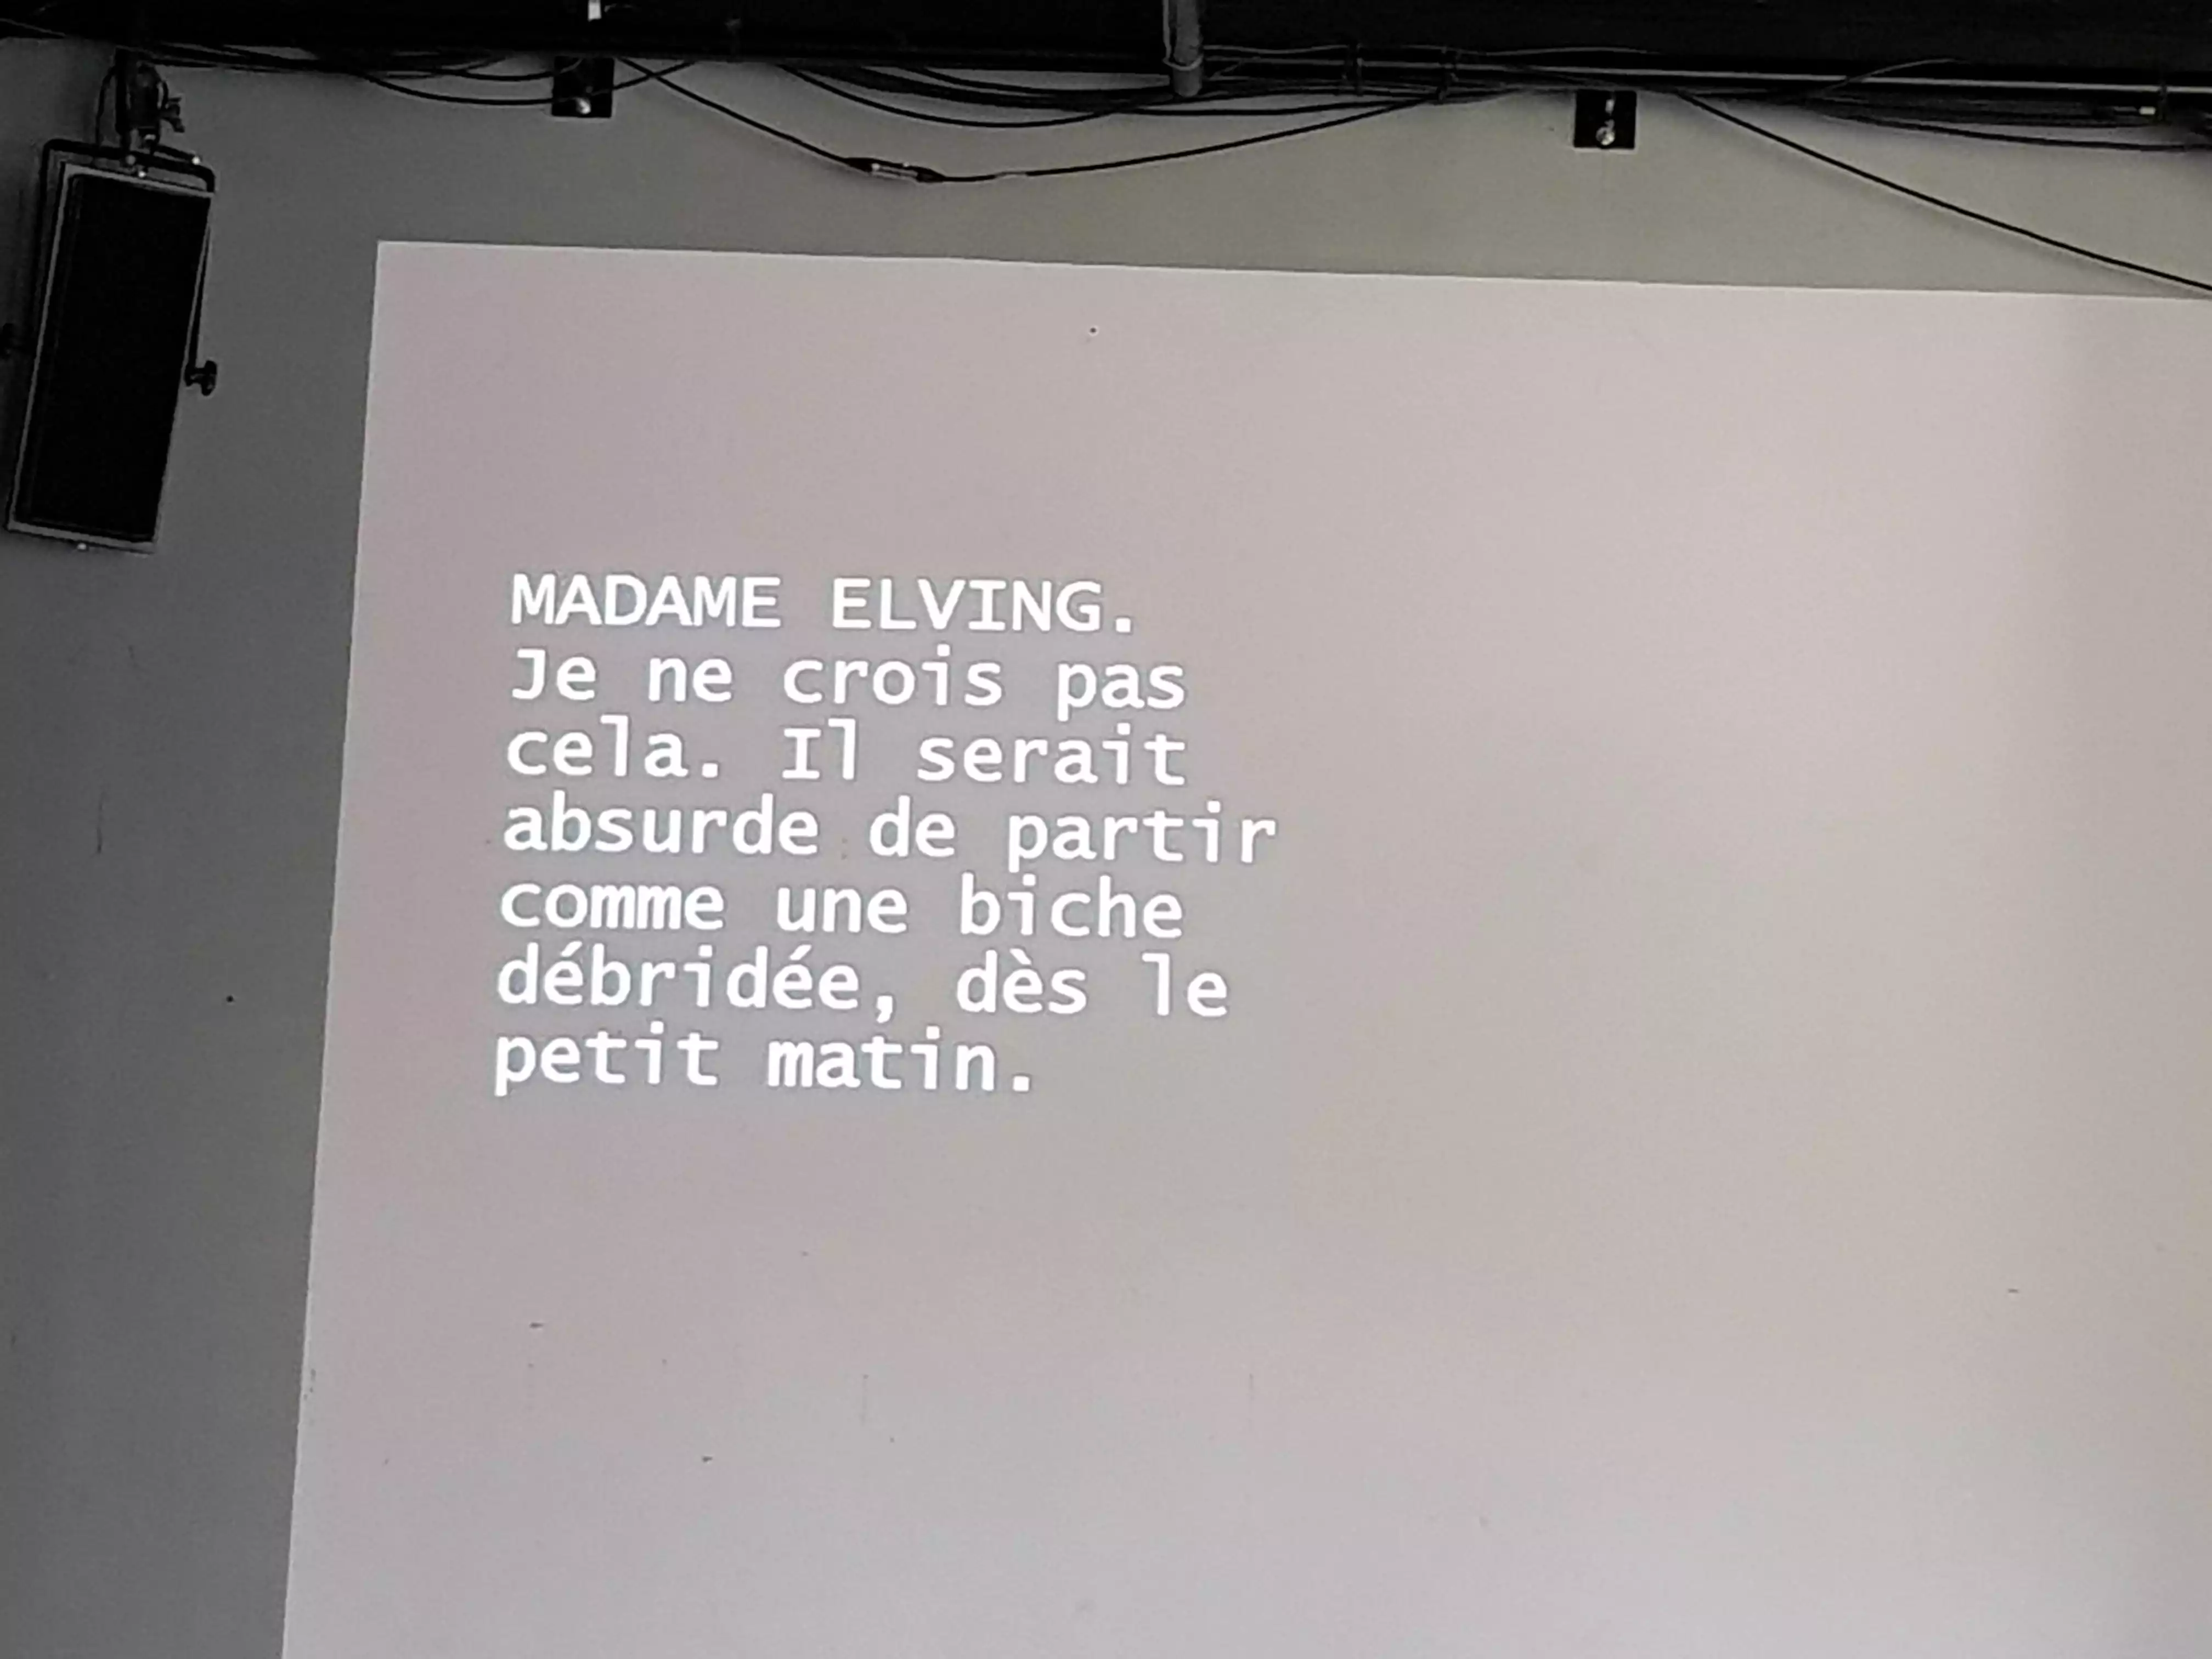 MADAME ELVING.
Je ne crois pas
cela. Il serait
absurde de partir
comme une biche
débridée, dès le
petit matin.